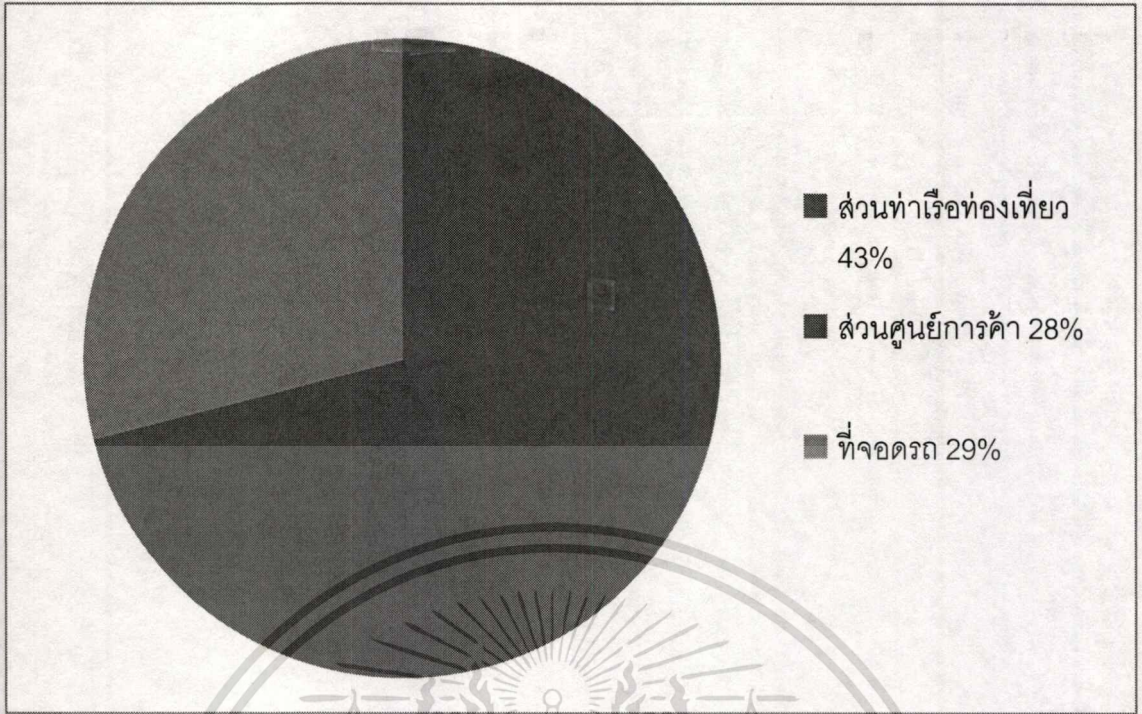 ส่วนท่าเรือท่องเที่ยว
43%
ส่วนศูนย์การค้า 28%
ที่จอดรถ 29%